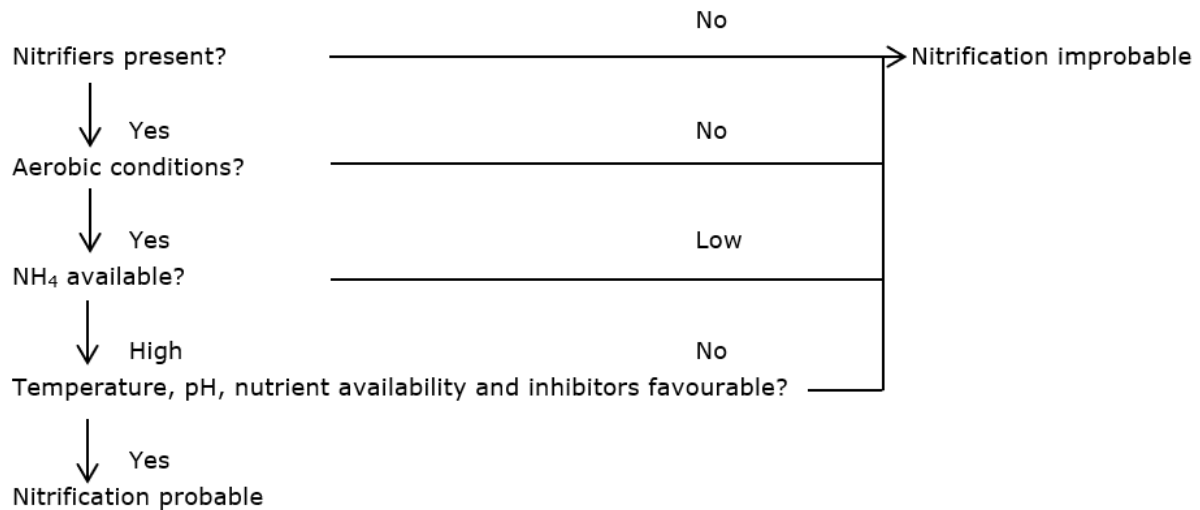 No
Nitrifiers present? Nitrification improbable
Yes No
Aerobic conditions?
Yes Low
NH₄ available?
High No
Temperature, pH, nutrient availability and inhibitors favourable?
Yes
Nitrification probable